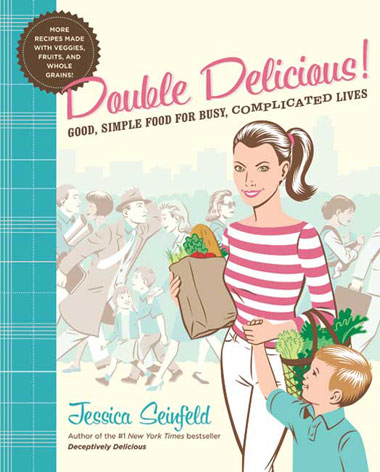 MORE
RECIPES MADE
WITH VEGGIES,
FRUITS, AND
WHOLE
GRAINS!
Double Delicious!
GOOD, SIMPLE FOOD FOR BUSY, COMPLICATED LIVES
Jessica Seinfeld
Author of the #1 New York Times bestseller
Deceptively Delicious